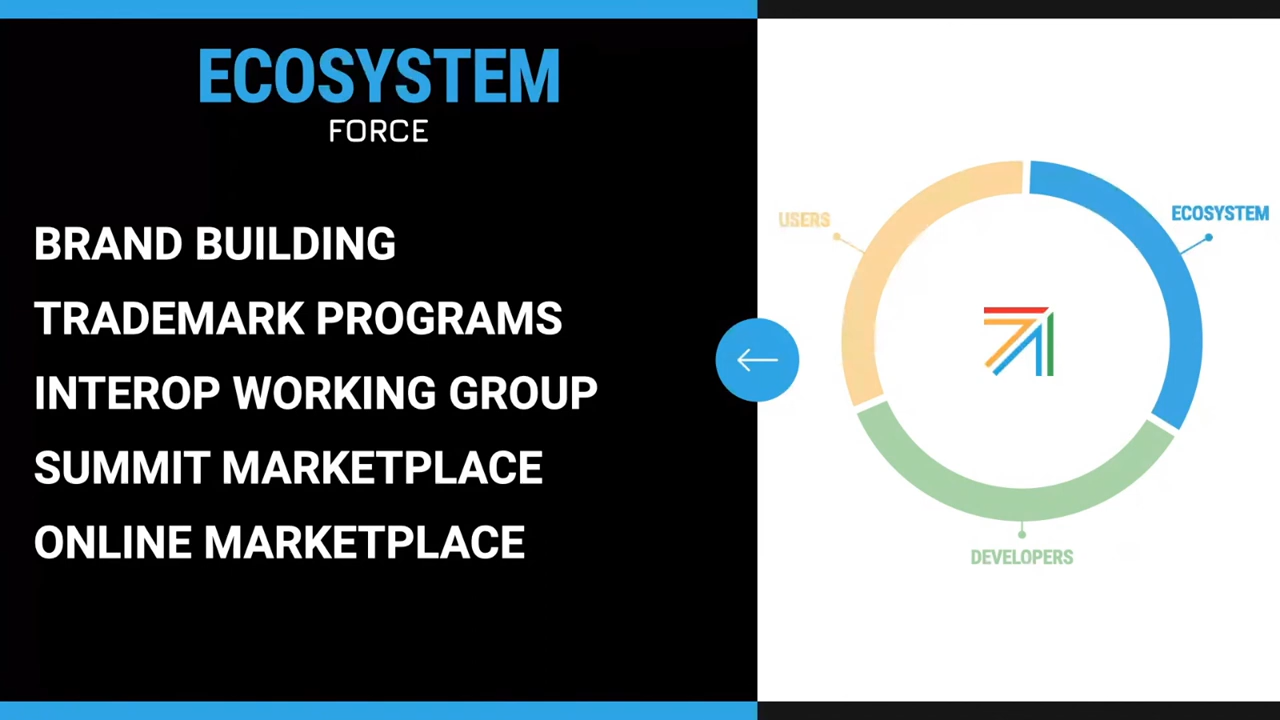 ECOSYSTEM
FORCE
BRAND BUILDING
TRADEMARK PROGRAMS
INTEROP WORKING GROUP
SUMMIT MARKETPLACE
ONLINE MARKETPLACE
USERS
ECOSYSTEM
DEVELOPERS